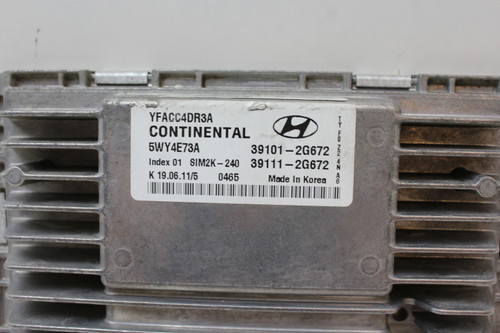 YFACC4DR3A
CONTINENTAL
5WY4E73A 39101-2G672
Index 01 SIM2K-240 39111-2G672
K 19.06.11/5 0465 Made in Korea